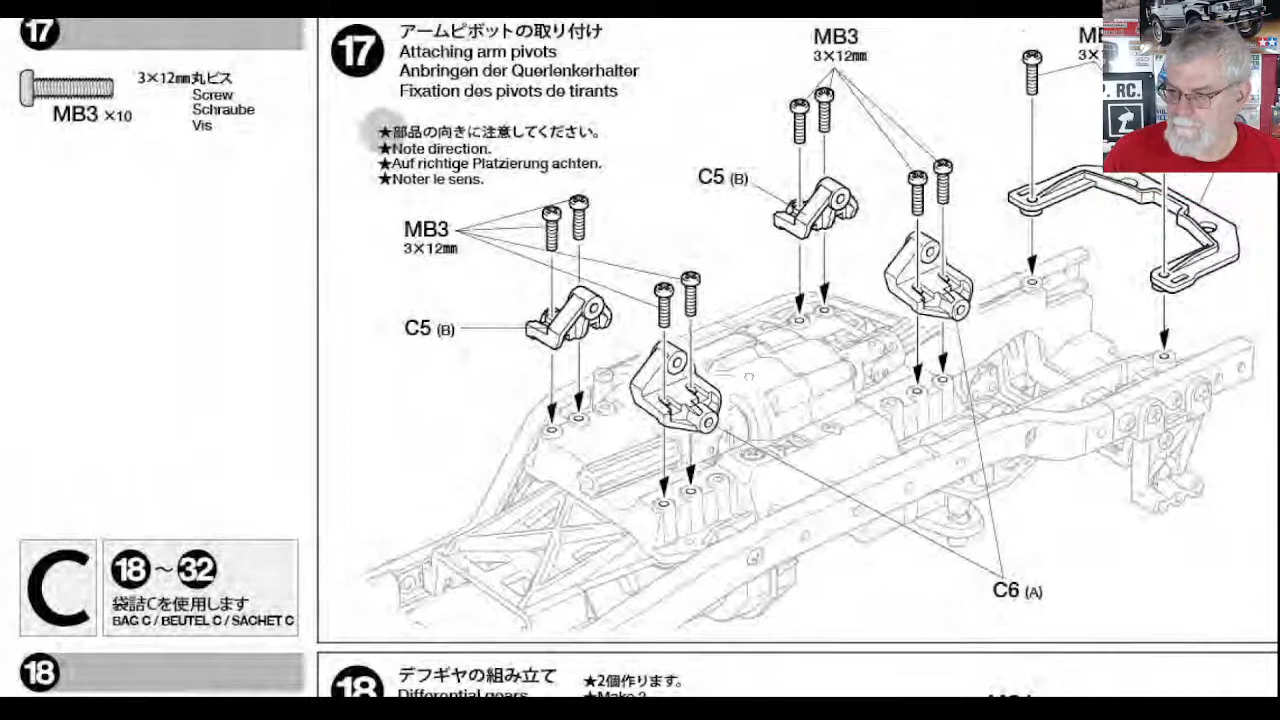 17
3×12mm丸ビス
Screw
Schraube
Vis
MB3 ×10
17
アームピボットの取り付け
Attaching arm pivots
Anbringen der Querlenkerhalter
Fixation des pivots de tirants
★部品の向きに注意してください。
★Note direction.
★Auf richtige Platzierung achten.
★Noter le sens.
MB3
3×12mm
C5 (B)
MB3
3×12mm
C5 (B)
C6 (A)
P. RC.
C
18～32
袋詰Cを使用します
BAG C / BEUTEL C / SACHET C
18
18
デフギヤの組み立て
Differential gears
★2個作ります。
★Make 2